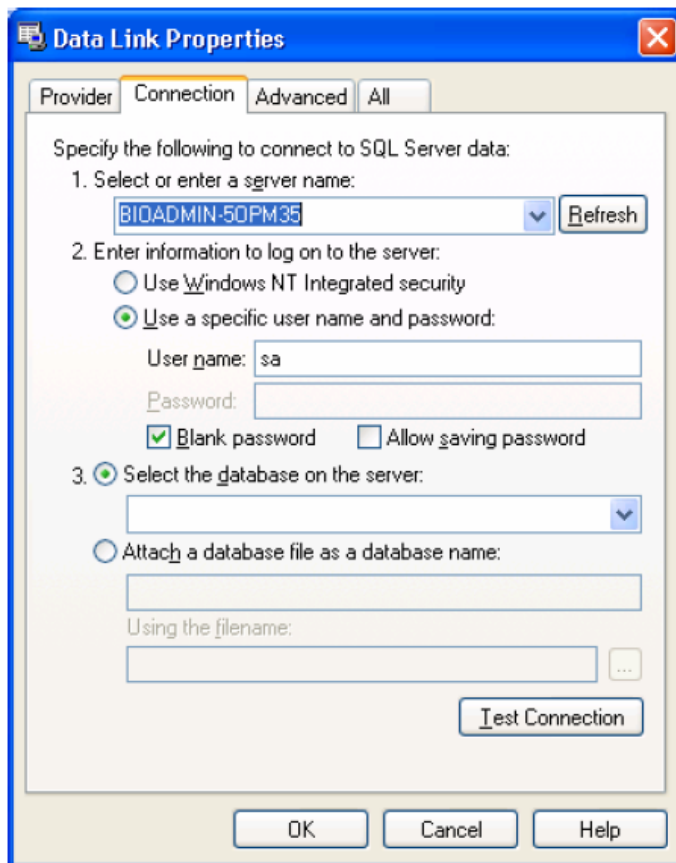 Data Link Properties
Provider Connection Advanced All
Specify the following to connect to SQL Server data:
1. Select or enter a server name:
BIOADMIN-5OPM35 Refresh
2. Enter information to log on to the server:
Use Windows NT Integrated security
Use a specific user name and password:
User name: sa
Password:
Blank password Allow saving password
3. Select the database on the server:
Attach a database file as a database name:
Using the filename:
...
Test Connection
OK Cancel Help